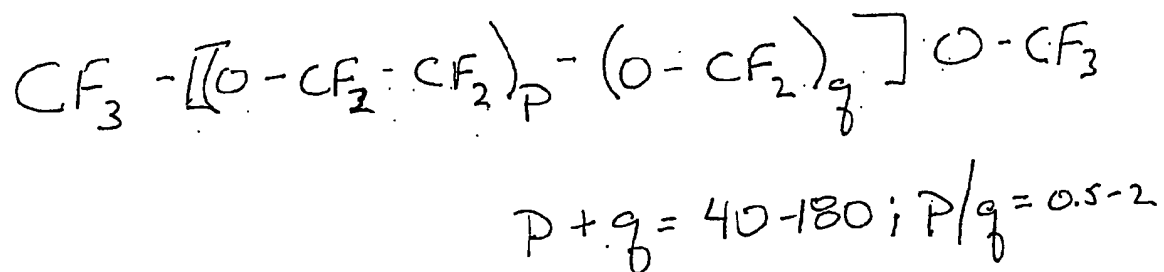 CF₃-[(O-CF₂-CF₂)p-(O-CF₂)q]O-CF₃
p+q=40-180; p/q=0.5-2